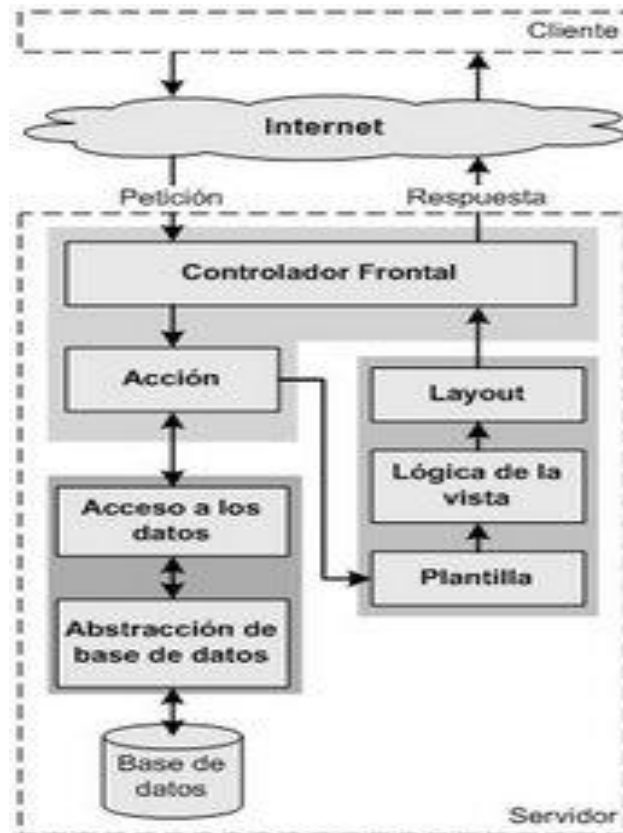 Cliente
Internet
Petición
Respuesta
Controlador Frontal
Acción
Layout
Lógica de la
vista
Plantilla
Acceso a los
datos
Abstracción de
base de datos
Base de
datos
Servidor